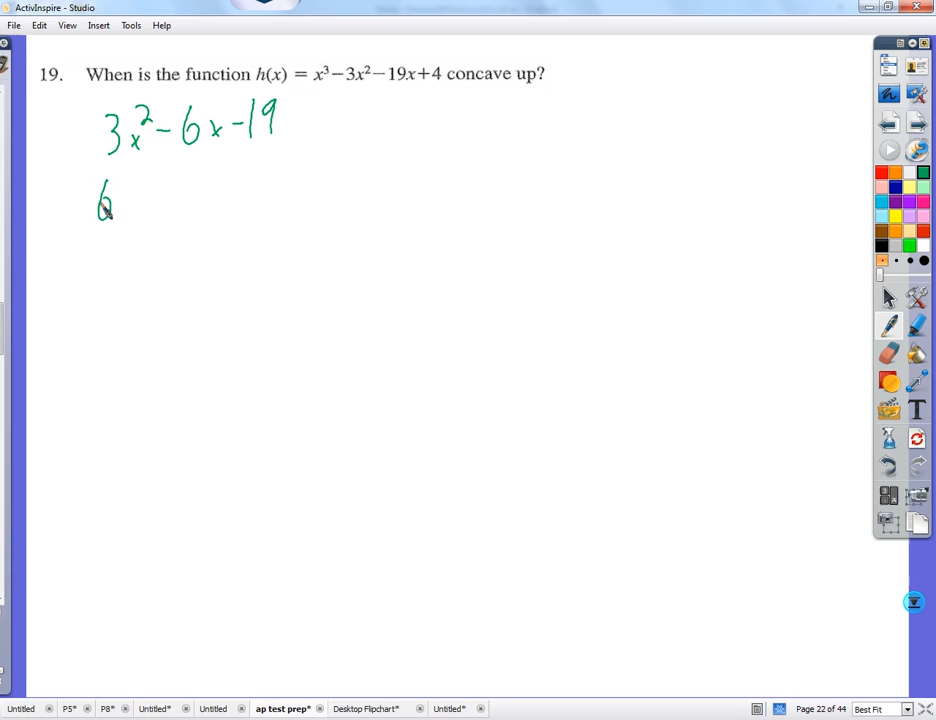 ActivInspire - Studio
File Edit View Insert Tools Help
19. When is the function h(x) = x³−3x²−19x+4 concave up?
3x² - 6x - 19
6
Untitled P5* P8* Untitled* Untitled ap test prep* Desktop Flipchart* Untitled* Page 22 of 44 Best Fit